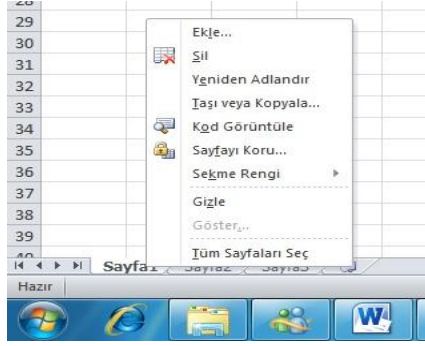 29
Ekle...
30
Sil
31
Yeniden Adlandır
32
Taşı veya Kopyala...
33
34
Kod Görüntüle
35
Sayfayı Koru...
36
Sekme Rengi
37
Gizle
38
Göster...
39
40
Tüm Sayfaları Seç
Sayfa1 Sayfa2 Sayfa3
Hazır
W